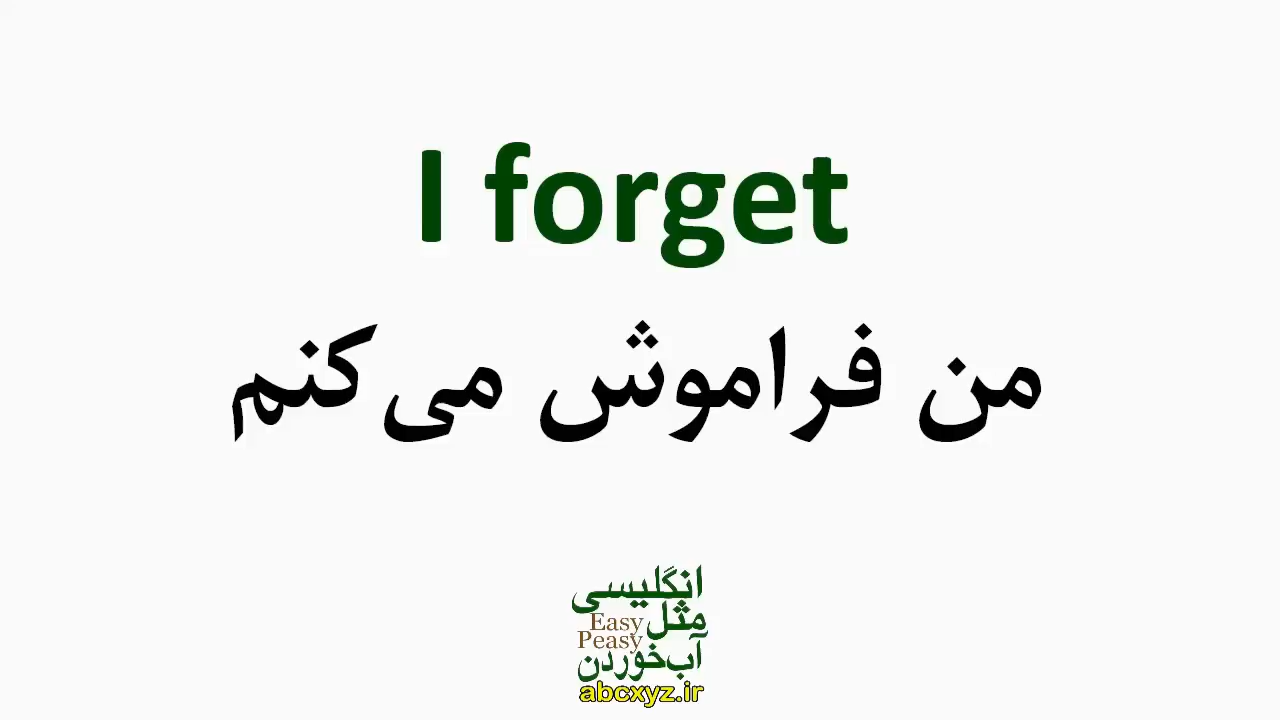 I forget
من فراموش می‌کنم
انگلیسی
مثل Easy
Peasy
آب‌خوردن
abcxyz.ir